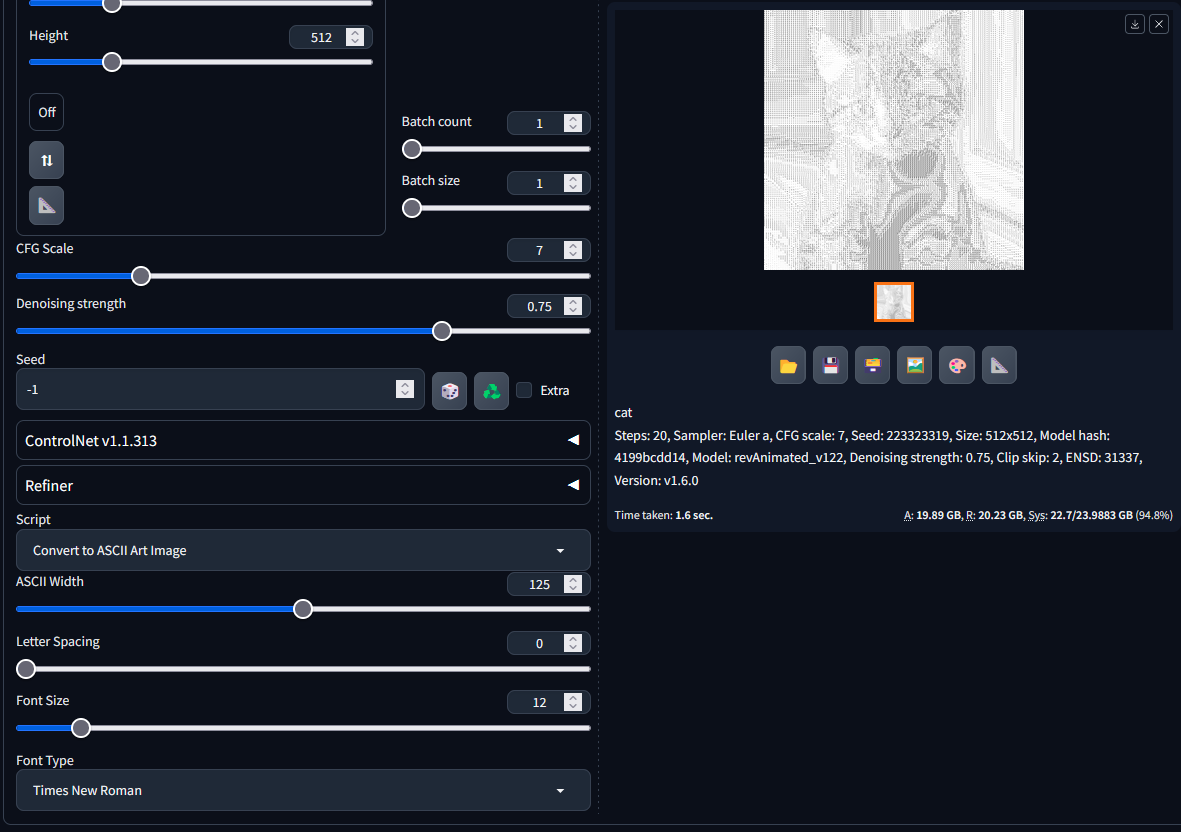 Height
512
Off
Batch count
1
Batch size
1
CFG Scale
7
Denoising strength
0.75
Seed
-1
Extra
ControlNet v1.1.313
Refiner
Script
Convert to ASCII Art Image
ASCII Width
125
Letter Spacing
0
Font Size
12
Font Type
Times New Roman
cat
Steps: 20, Sampler: Euler a, CFG scale: 7, Seed: 223323319, Size: 512x512, Model hash:
4199bcdd14, Model: revAnimated_v122, Denoising strength: 0.75, Clip skip: 2, ENSD: 31337,
Version: v1.6.0
Time taken: 1.6 sec.
A: 19.89 GB, R: 20.23 GB, Sys: 22.7/23.9883 GB (94.8%)